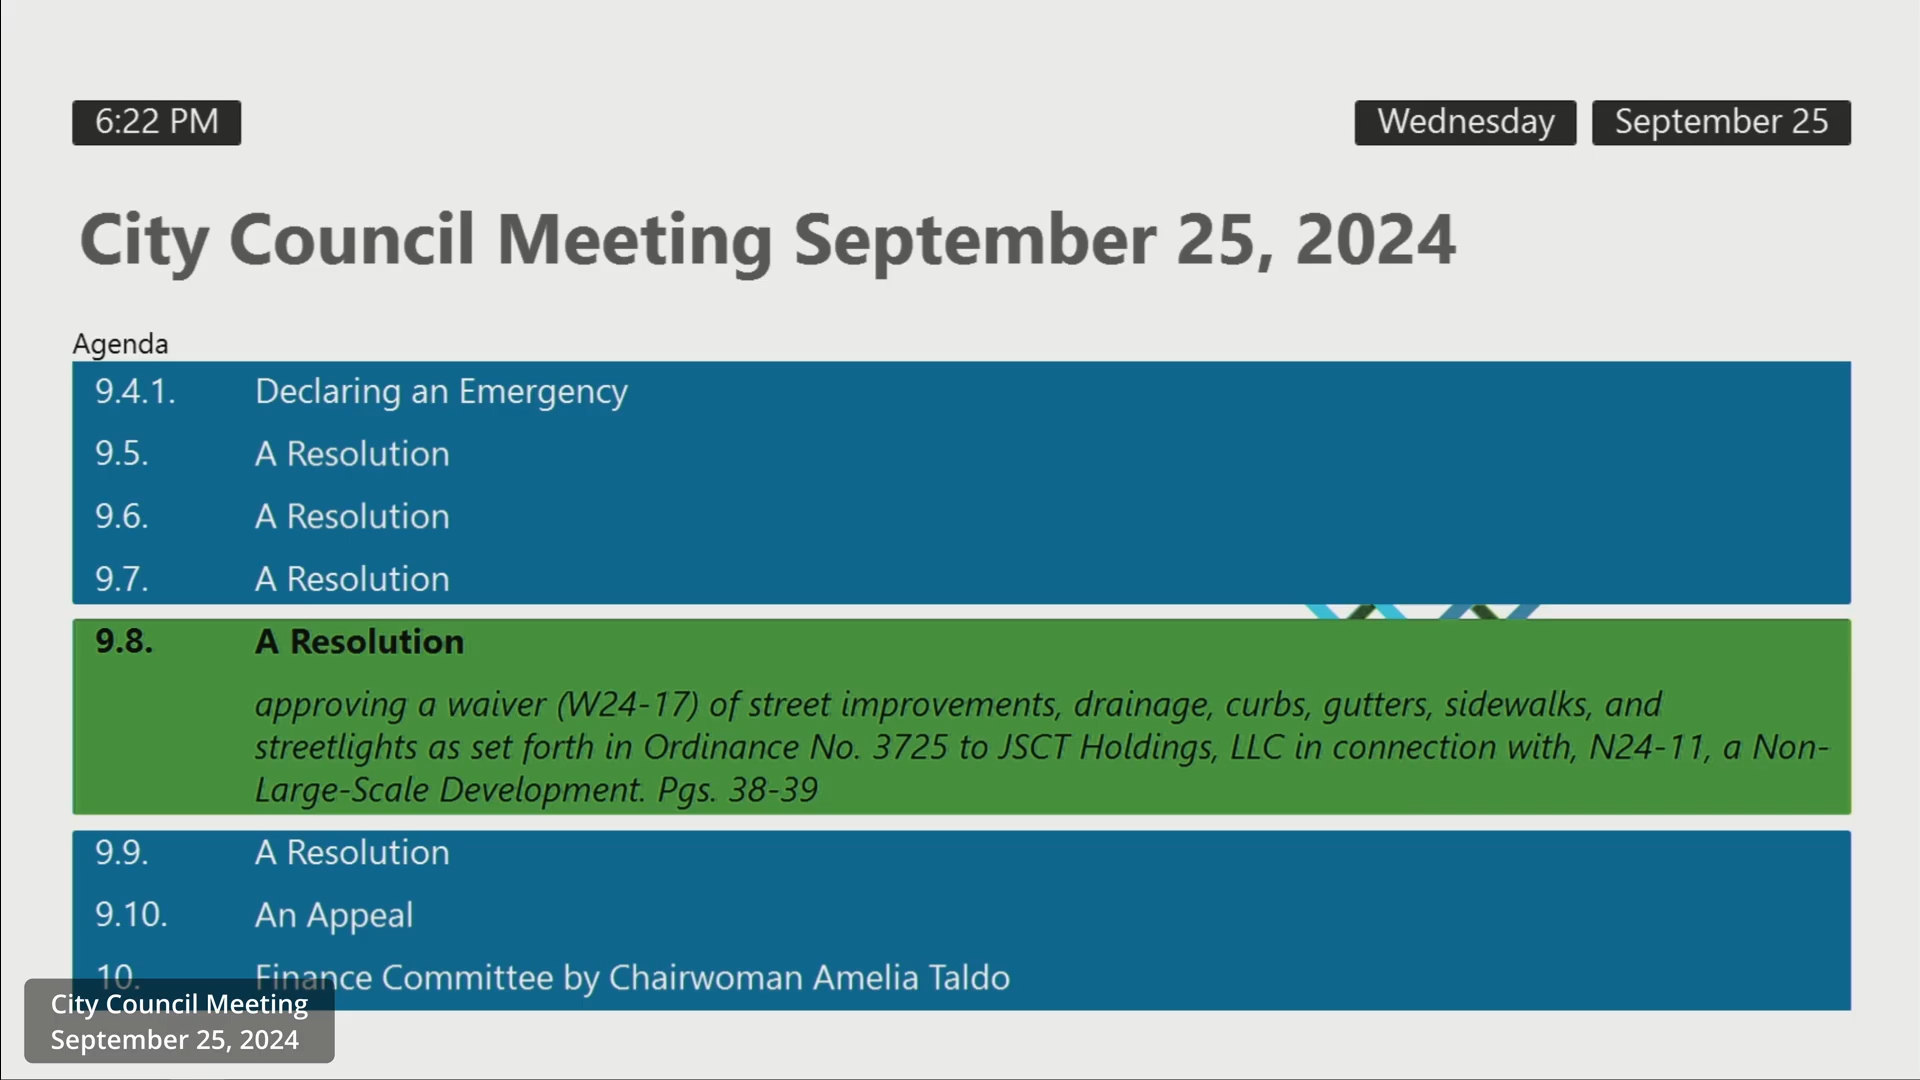 6:22 PM
Wednesday
September 25
City Council Meeting September 25, 2024
Agenda
9.4.1. Declaring an Emergency
9.5. A Resolution
9.6. A Resolution
9.7. A Resolution
9.8. A Resolution
approving a waiver (W24-17) of street improvements, drainage, curbs, gutters, sidewalks, and
streetlights as set forth in Ordinance No. 3725 to JSCT Holdings, LLC in connection with, N24-11, a Non-
Large-Scale Development. Pgs. 38-39
9.9. A Resolution
9.10. An Appeal
10. Finance Committee by Chairwoman Amelia Taldo
City Council Meeting
September 25, 2024